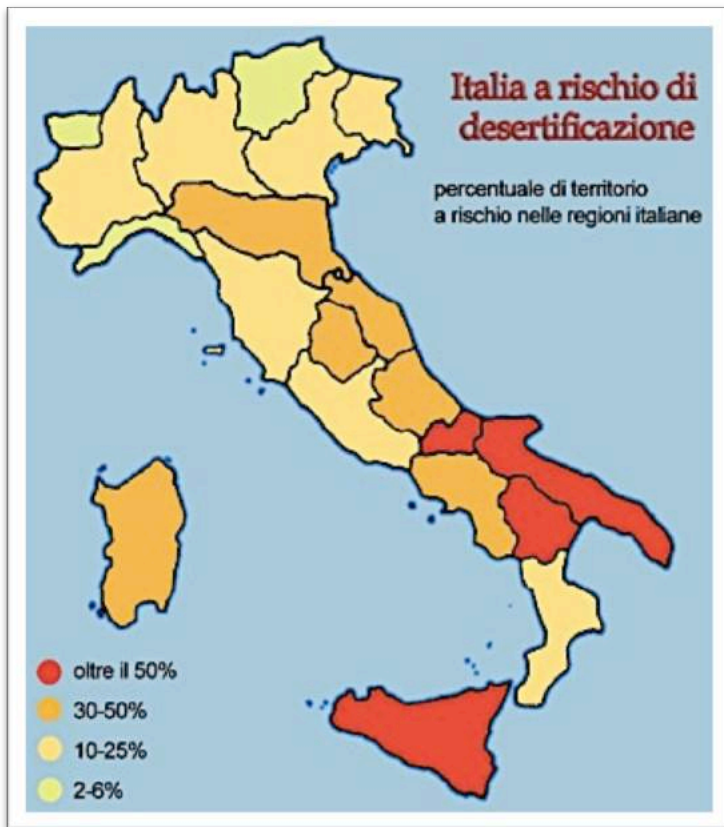 Italia a rischio di
desertificazione
percentuale di territorio
a rischio nelle regioni italiane
oltre il 50%
30-50%
10-25%
2-6%